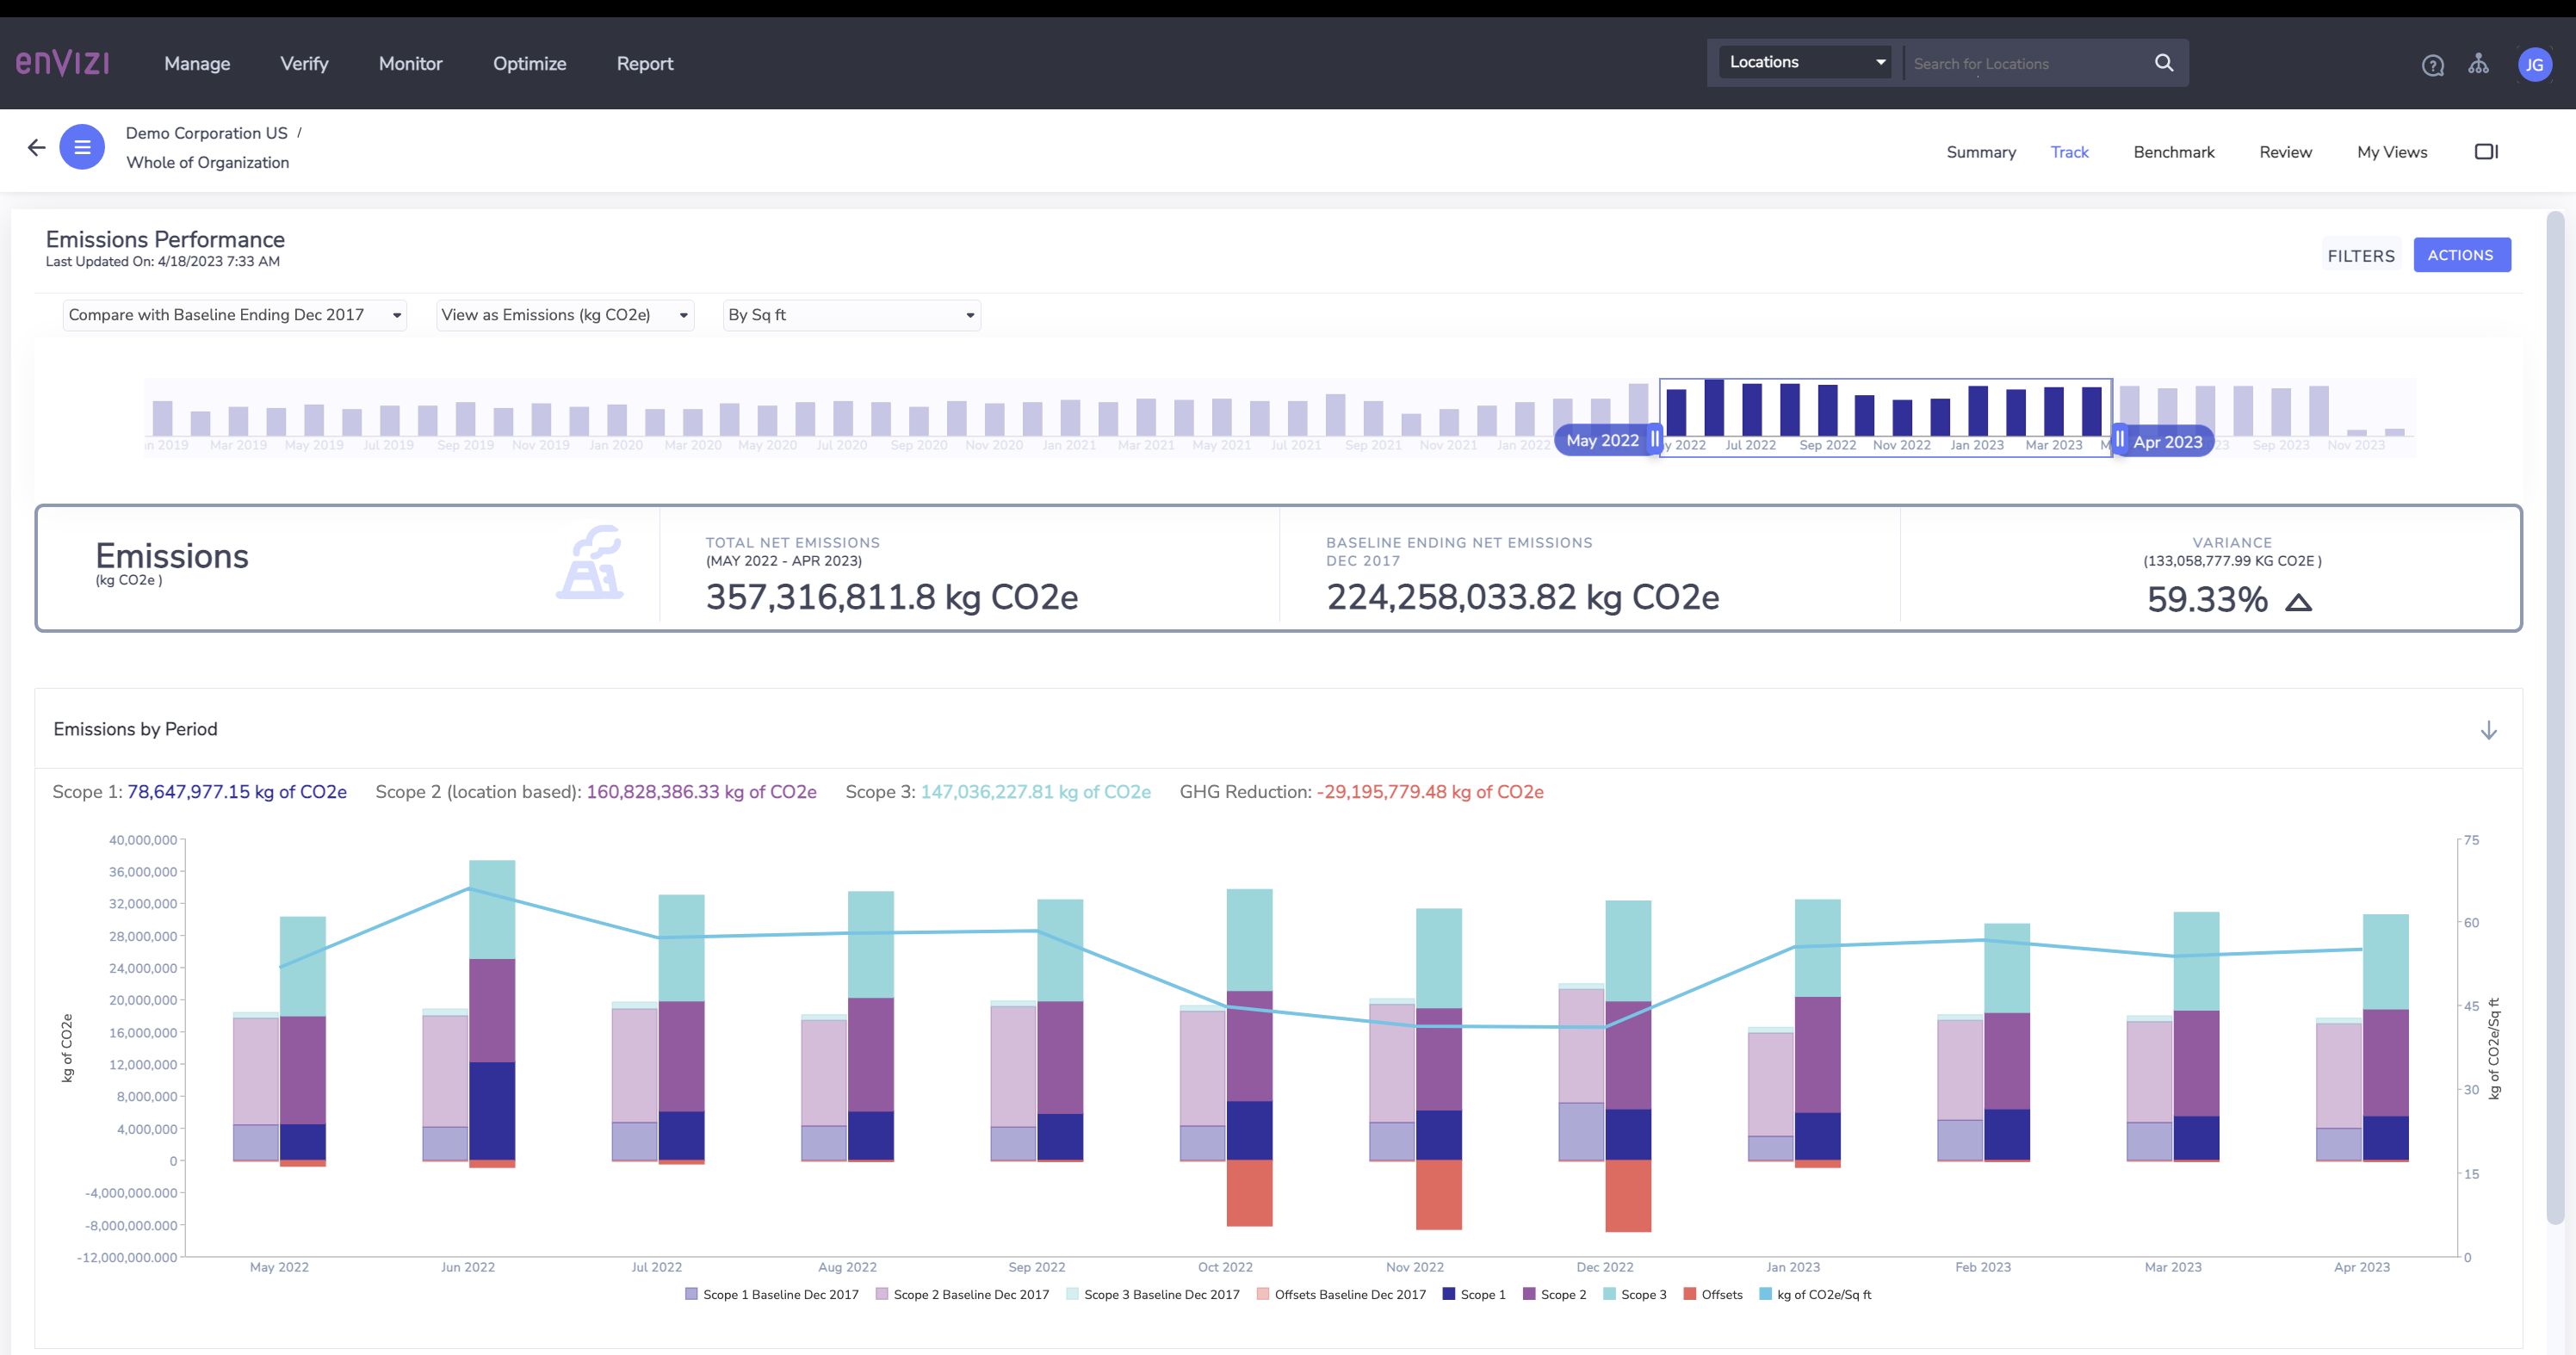 enVIZI
Manage Verify Monitor Optimize Report
Locations
Search for Locations
JG
Demo Corporation US /
Whole of Organization
Summary Track Benchmark Review My Views
Emissions Performance
Last Updated On: 4/18/2023 7:33 AM
FILTERS ACTIONS
Compare with Baseline Ending Dec 2017 View as Emissions (kg CO2e) By Sq ft
n 2019 Mar 2019 May 2019 Jul 2019 Sep 2019 Nov 2019 Jan 2020 Mar 2020 May 2020 Jul 2020 Sep 2020 Nov 2020 Jan 2021 Mar 2021 May 2021 Jul 2021 Sep 2021 Nov 2021 Jan 2022 May 2022 y 2022 Jul 2022 Sep 2022 Nov 2022 Jan 2023 Mar 2023 M Apr 2023 23 Sep 2023 Nov 2023
Emissions
(kg CO2e )
TOTAL NET EMISSIONS
(MAY 2022 - APR 2023)
357,316,811.8 kg CO2e
BASELINE ENDING NET EMISSIONS
DEC 2017
224,258,033.82 kg CO2e
VARIANCE
(133,058,777.99 KG CO2E )
59.33%
Emissions by Period
Scope 1: 78,647,977.15 kg of CO2e Scope 2 (location based): 160,828,386.33 kg of CO2e Scope 3: 147,036,227.81 kg of CO2e GHG Reduction: -29,195,779.48 kg of CO2e
kg of CO2e
40,000,000
36,000,000
32,000,000
28,000,000
24,000,000
20,000,000
16,000,000
12,000,000
8,000,000
4,000,000
0
-4,000,000.000
-8,000,000.000
-12,000,000.000
75
60
45
30
15
0
kg of CO2e/Sq ft
May 2022 Jun 2022 Jul 2022 Aug 2022 Sep 2022 Oct 2022 Nov 2022 Dec 2022 Jan 2023 Feb 2023 Mar 2023 Apr 2023
Scope 1 Baseline Dec 2017 Scope 2 Baseline Dec 2017 Scope 3 Baseline Dec 2017 Offsets Baseline Dec 2017 Scope 1 Scope 2 Scope 3 Offsets kg of CO2e/Sq ft